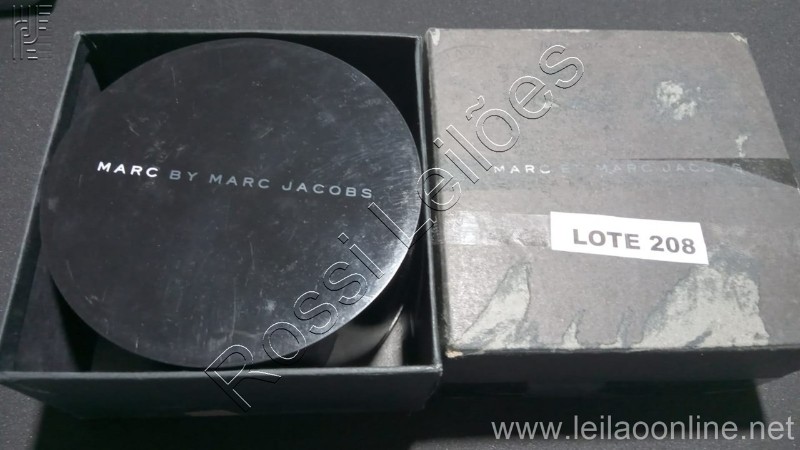 MARC BY MARC JACOBS
MARC BY MARC JACOBS
LOTE 208
Rossi Leilões
www.leilaoonline.net